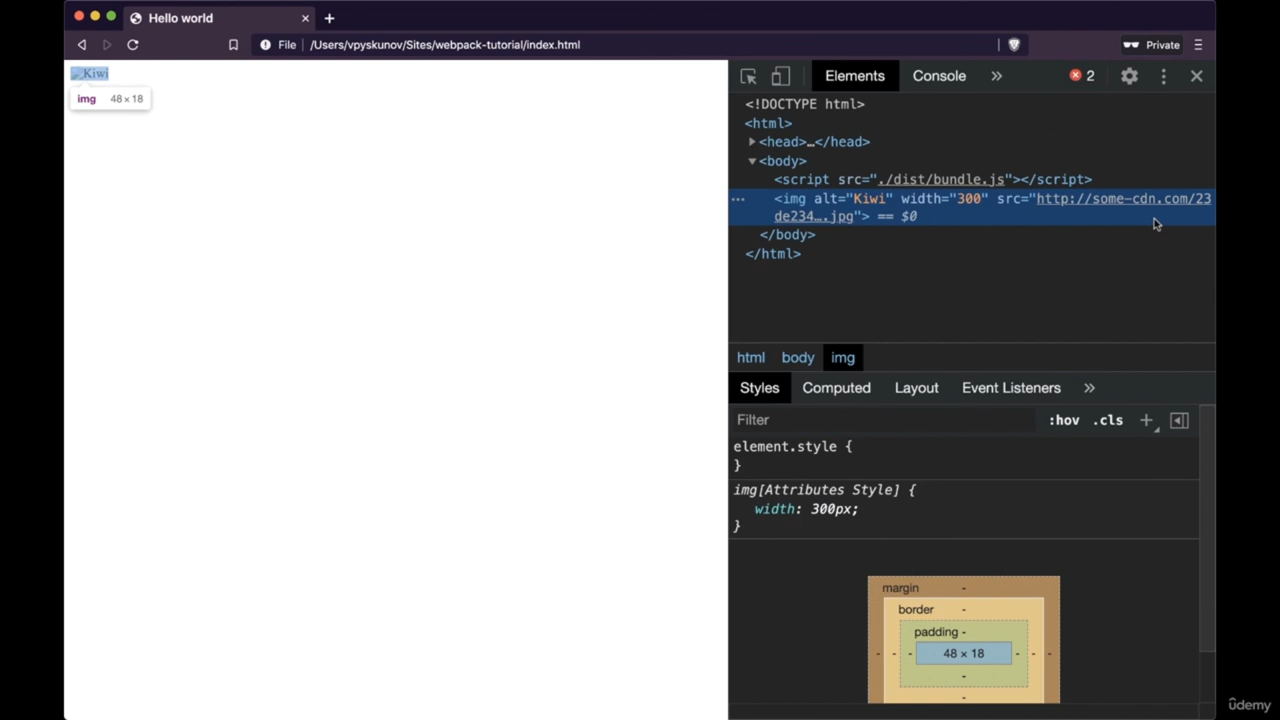 Hello world
File
/Users/vpyskunov/Sites/webpack-tutorial/index.html
Private
Kiwi
img 48 × 18
Elements
Console
2
<!DOCTYPE html>
<html>
<head>…</head>
<body>
<script src="./dist/bundle.js"></script>
<img alt="Kiwi" width="300" src="http://some-cdn.com/23
de234….jpg"> == $0
</body>
</html>
html body img
Styles
Computed
Layout
Event Listeners
Filter
:hov .cls
element.style {
}
img[Attributes Style] {
width: 300px;
}
margin -
border -
padding -
- - - 48 × 18 - - -
-
-
ûdemy